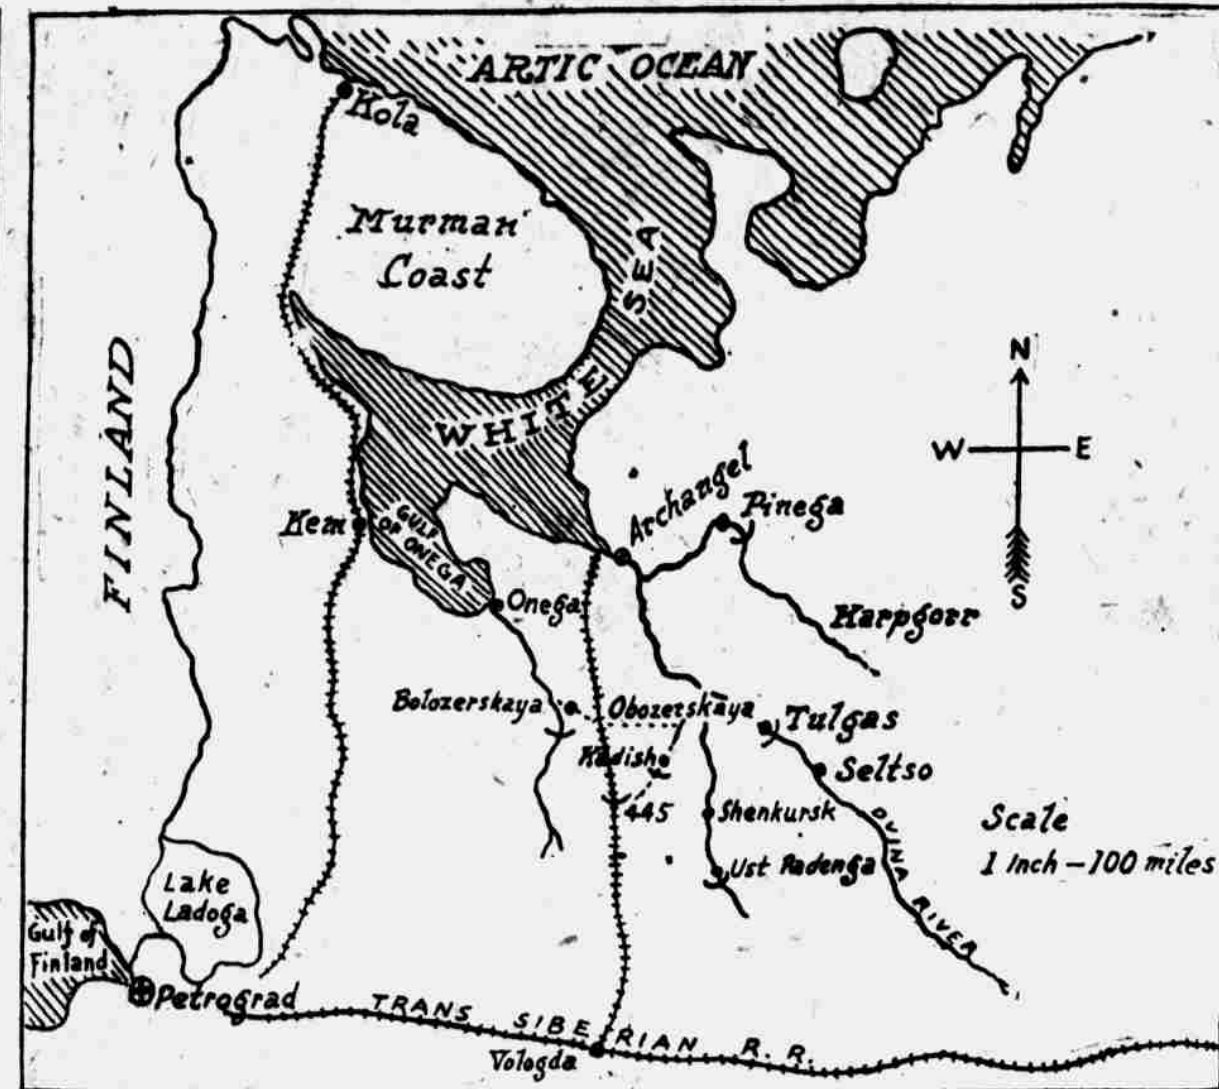 ARTIC OCEAN
Kola
Murman
Coast
WHITE SEA
FINLAND
N
W E
S
Archangel
Pinega
Kem
GULF
OF ONEGA
Onega
Karpgorr
Bolozerskaya
Obozerskaya
Tulgas
Kadish
Seltso
445
Shenkursk
Scale
1 Inch – 100 miles
Ust Padenga
DUINA RIVER
Lake
Ladoga
Gulf of
Finland
Petrograd
TRANS SIBERIAN R. R.
Vologda